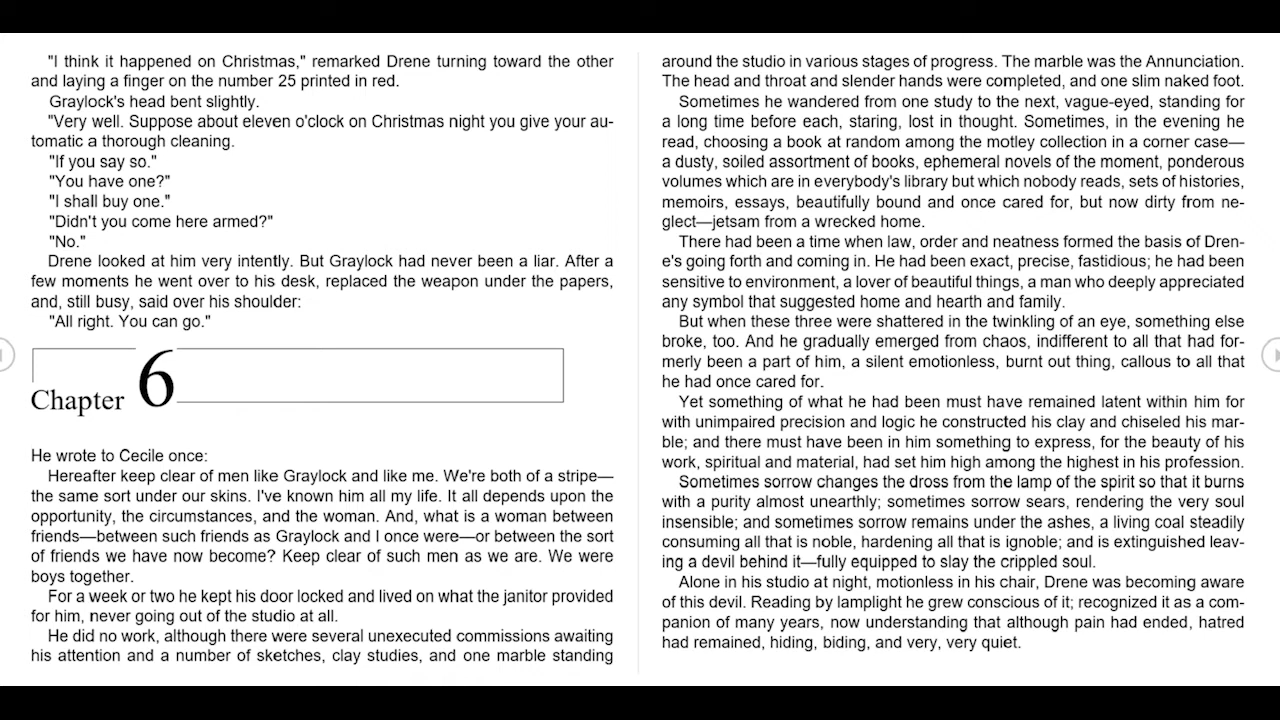 "I think it happened on Christmas," remarked Drene turning toward the other
and laying a finger on the number 25 printed in red.
Graylock's head bent slightly.
"Very well. Suppose about eleven o'clock on Christmas night you give your au-
tomatic a thorough cleaning.
"If you say so."
"You have one?"
"I shall buy one."
"Didn't you come here armed?"
"No."
Drene looked at him very intently. But Graylock had never been a liar. After a
few moments he went over to his desk, replaced the weapon under the papers,
and, still busy, said over his shoulder:
"All right. You can go."
Chapter 6
He wrote to Cecile once:
Hereafter keep clear of men like Graylock and like me. We're both of a stripe—
the same sort under our skins. I've known him all my life. It all depends upon the
opportunity, the circumstances, and the woman. And, what is a woman between
friends—between such friends as Graylock and I once were—or between the sort
of friends we have now become? Keep clear of such men as we are. We were
boys together.
For a week or two he kept his door locked and lived on what the janitor provided
for him, never going out of the studio at all.
He did no work, although there were several unexecuted commissions awaiting
his attention and a number of sketches, clay studies, and one marble standing
around the studio in various stages of progress. The marble was the Annunciation.
The head and throat and slender hands were completed, and one slim naked foot.
Sometimes he wandered from one study to the next, vague-eyed, standing for
a long time before each, staring, lost in thought. Sometimes, in the evening he
read, choosing a book at random among the motley collection in a corner case—
a dusty, soiled assortment of books, ephemeral novels of the moment, ponderous
volumes which are in everybody's library but which nobody reads, sets of histories,
memoirs, essays, beautifully bound and once cared for, but now dirty from ne-
glect—jetsam from a wrecked home.
There had been a time when law, order and neatness formed the basis of Dren-
e's going forth and coming in. He had been exact, precise, fastidious; he had been
sensitive to environment, a lover of beautiful things, a man who deeply appreciated
any symbol that suggested home and hearth and family.
But when these three were shattered in the twinkling of an eye, something else
broke, too. And he gradually emerged from chaos, indifferent to all that had for-
merly been a part of him, a silent emotionless, burnt out thing, callous to all that
he had once cared for.
Yet something of what he had been must have remained latent within him for
with unimpaired precision and logic he constructed his clay and chiseled his mar-
ble; and there must have been in him something to express, for the beauty of his
work, spiritual and material, had set him high among the highest in his profession.
Sometimes sorrow changes the dross from the lamp of the spirit so that it burns
with a purity almost unearthly; sometimes sorrow sears, rendering the very soul
insensible; and sometimes sorrow remains under the ashes, a living coal steadily
consuming all that is noble, hardening all that is ignoble; and is extinguished leav-
ing a devil behind it—fully equipped to slay the crippled soul.
Alone in his studio at night, motionless in his chair, Drene was becoming aware
of this devil. Reading by lamplight he grew conscious of it; recognized it as a com-
panion of many years, now understanding that although pain had ended, hatred
had remained, hiding, biding, and very, very quiet.